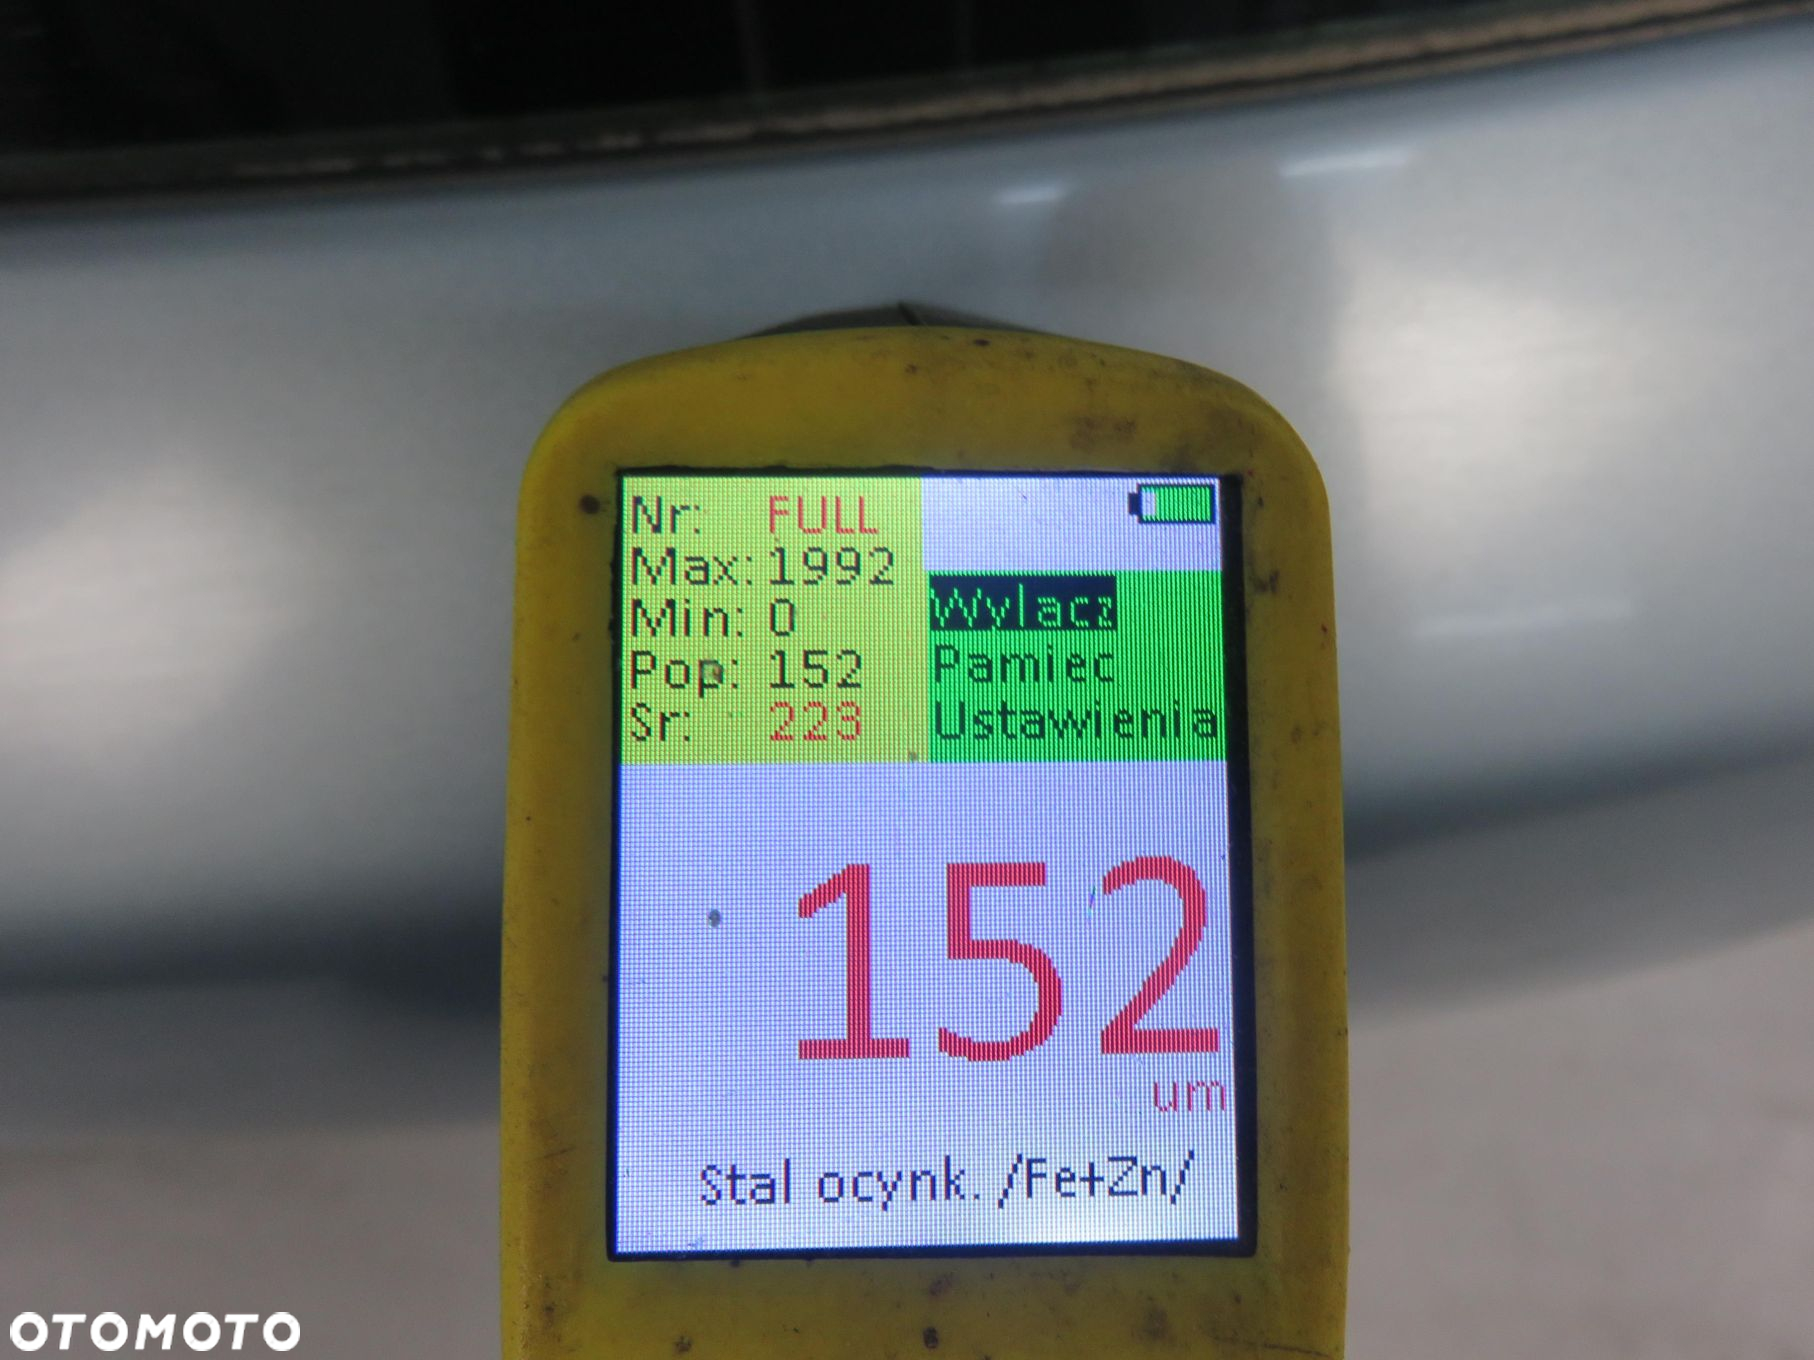 Nr: FULL
Max: 1992
Min: 0
Pop: 152
Sr: 223
Wylacz
Pamiec
Ustawienia
152
um
Stal ocynk. /Fe+Zn/
OTOMOTO